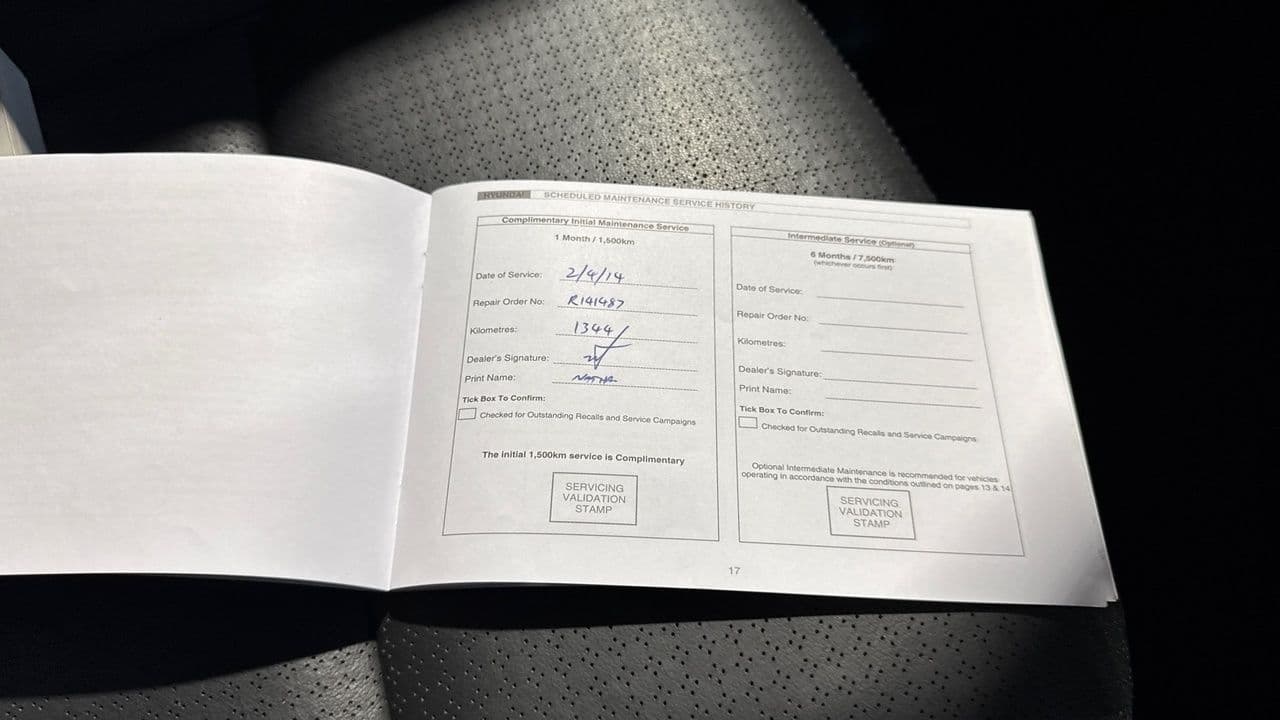 HYUNDAI SCHEDULED MAINTENANCE SERVICE HISTORY
Complimentary Initial Maintenance Service
1 Month / 1,500km
Date of Service: 2/4/14
Repair Order No: R141487
Kilometres: 1344/
Dealer's Signature:
Print Name:
Tick Box To Confirm:
Checked for Outstanding Recalls and Service Campaigns
The initial 1,500km service is Complimentary
SERVICING
VALIDATION
STAMP
Intermediate Service (Optional)
6 Months / 7,500km
(whichever occurs first)
Date of Service:
Repair Order No:
Kilometres:
Dealer's Signature:
Print Name:
Tick Box To Confirm:
Checked for Outstanding Recalls and Service Campaigns
Optional Intermediate Maintenance is recommended for vehicles
operating in accordance with the conditions outlined on pages 13 & 14
SERVICING
VALIDATION
STAMP
17